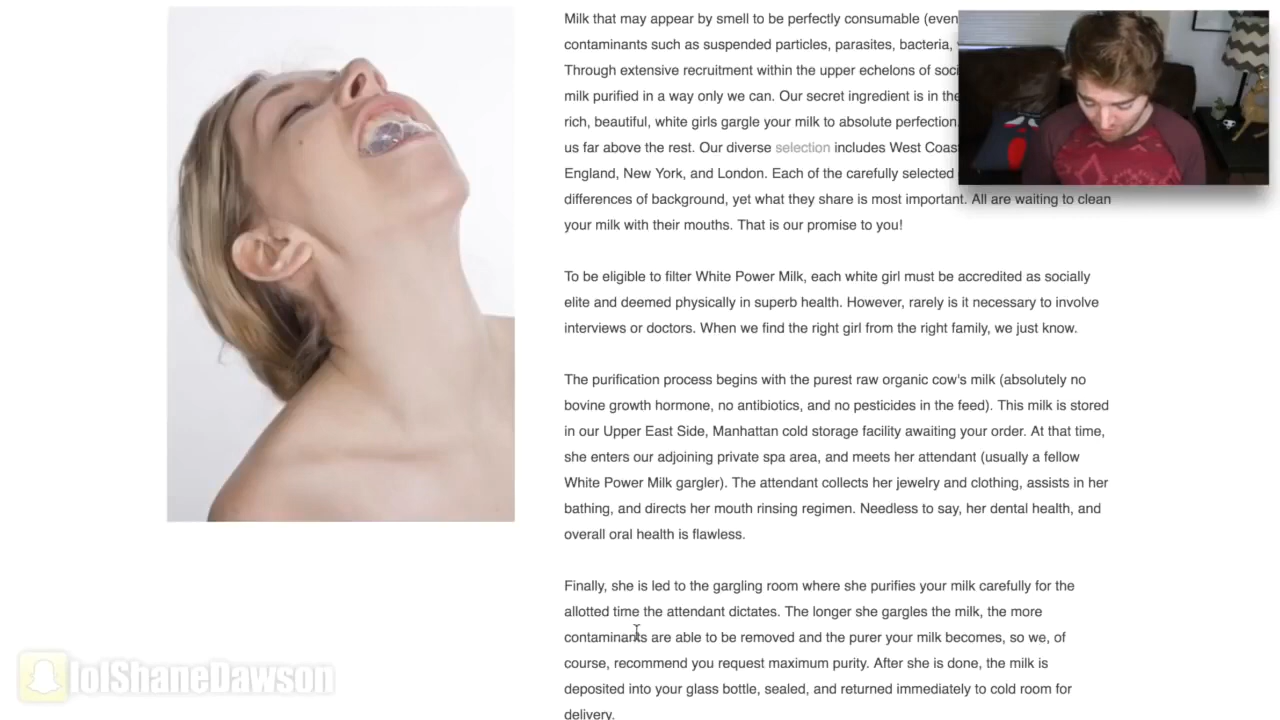 Milk that may appear by smell to be perfectly consumable (even
contaminants such as suspended particles, parasites, bacteria,
Through extensive recruitment within the upper echelons of
milk purified in a way only we can. Our secret ingredient is in the
rich, beautiful, white girls gargle your milk to absolute perfection.
us far above the rest. Our diverse selection includes West
England, New York, and London. Each of the carefully selected
differences of background, yet what they share is most important. All are waiting to clean
your milk with their mouths. That is our promise to you!
To be eligible to filter White Power Milk, each white girl must be accredited as socially
elite and deemed physically in superb health. However, rarely is it necessary to involve
interviews or doctors. When we find the right girl from the right family, we just know.
The purification process begins with the purest raw organic cow's milk (absolutely no
bovine growth hormone, no antibiotics, and no pesticides in the feed). This milk is stored
in our Upper East Side, Manhattan cold storage facility awaiting your order. At that time,
she enters our adjoining private spa area, and meets her attendant (usually a fellow
White Power Milk gargler). The attendant collects her jewelry and clothing, assists in her
bathing, and directs her mouth rinsing regimen. Needless to say, her dental health, and
overall oral health is flawless.
Finally, she is led to the gargling room where she purifies your milk carefully for the
allotted time the attendant dictates. The longer she gargles the milk, the more
contaminants are able to be removed and the purer your milk becomes, so we, of
course, recommend you request maximum purity. After she is done, the milk is
deposited into your glass bottle, sealed, and returned immediately to cold room for
delivery.
lolShaneDawson